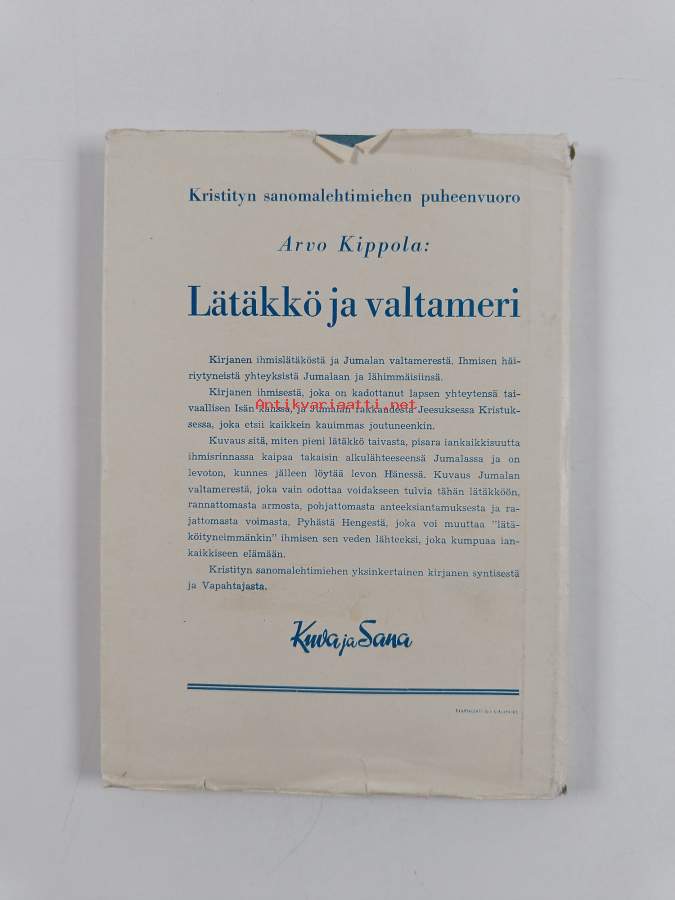 Kristityn sanomalehtimiehen puheenvuoro
Arvo Kippola:
Lätäkkö ja valtameri
Kirjanen ihmislätäköstä ja Jumalan valtamerestä. Ihmisen häi-
riytyneistä yhteyksistä Jumalaan ja lähimmäisiinsä.
Kirjanen ihmisestä, joka on kadottanut lapsen yhteytensä tai-
vaallisen Isän kanssa, ja Jumalan rakkaudesta Jeesuksessa Kristuk-
Antikvariaatti.net
sessa, joka etsii kaikkein kauimmas joutuneenkin.
Kuvaus siitä, miten pieni lätäkkö taivasta, pisara iankaikkisuutta
ihmisrinnassa kaipaa takaisin alkulähteeseensä Jumalassa ja on
levoton, kunnes jälleen löytää levon Hänessä. Kuvaus Jumalan
valtamerestä, joka vain odottaa voidakseen tulvia tähän lätäkköön,
rannattomasta armosta, pohjattomasta anteeksiantamuksesta ja ra-
jattomasta voimasta, Pyhästä Hengestä, joka voi muuttaa "lätä-
köityneimmänkin" ihmisen sen veden lähteeksi, joka kumpuaa ian-
kaikkiseen elämään.
Kristityn sanomalehtimiehen yksinkertainen kirjanen syntisestä
ja Vapahtajasta.
Kuva ja Sana